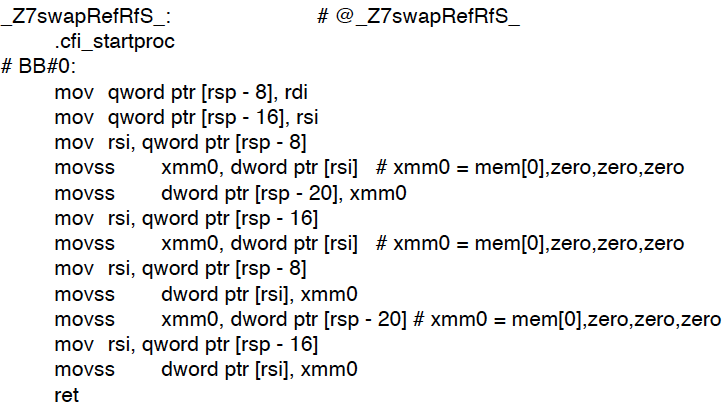 _Z7swapRefRfS_: # @_Z7swapRefRfS_
.cfi_startproc
# BB#0:
mov qword ptr [rsp - 8], rdi
mov qword ptr [rsp - 16], rsi
mov rsi, qword ptr [rsp - 8]
movss xmm0, dword ptr [rsi] # xmm0 = mem[0],zero,zero,zero
movss dword ptr [rsp - 20], xmm0
mov rsi, qword ptr [rsp - 16]
movss xmm0, dword ptr [rsi] # xmm0 = mem[0],zero,zero,zero
mov rsi, qword ptr [rsp - 8]
movss dword ptr [rsi], xmm0
movss xmm0, dword ptr [rsp - 20] # xmm0 = mem[0],zero,zero,zero
mov rsi, qword ptr [rsp - 16]
movss dword ptr [rsi], xmm0
ret